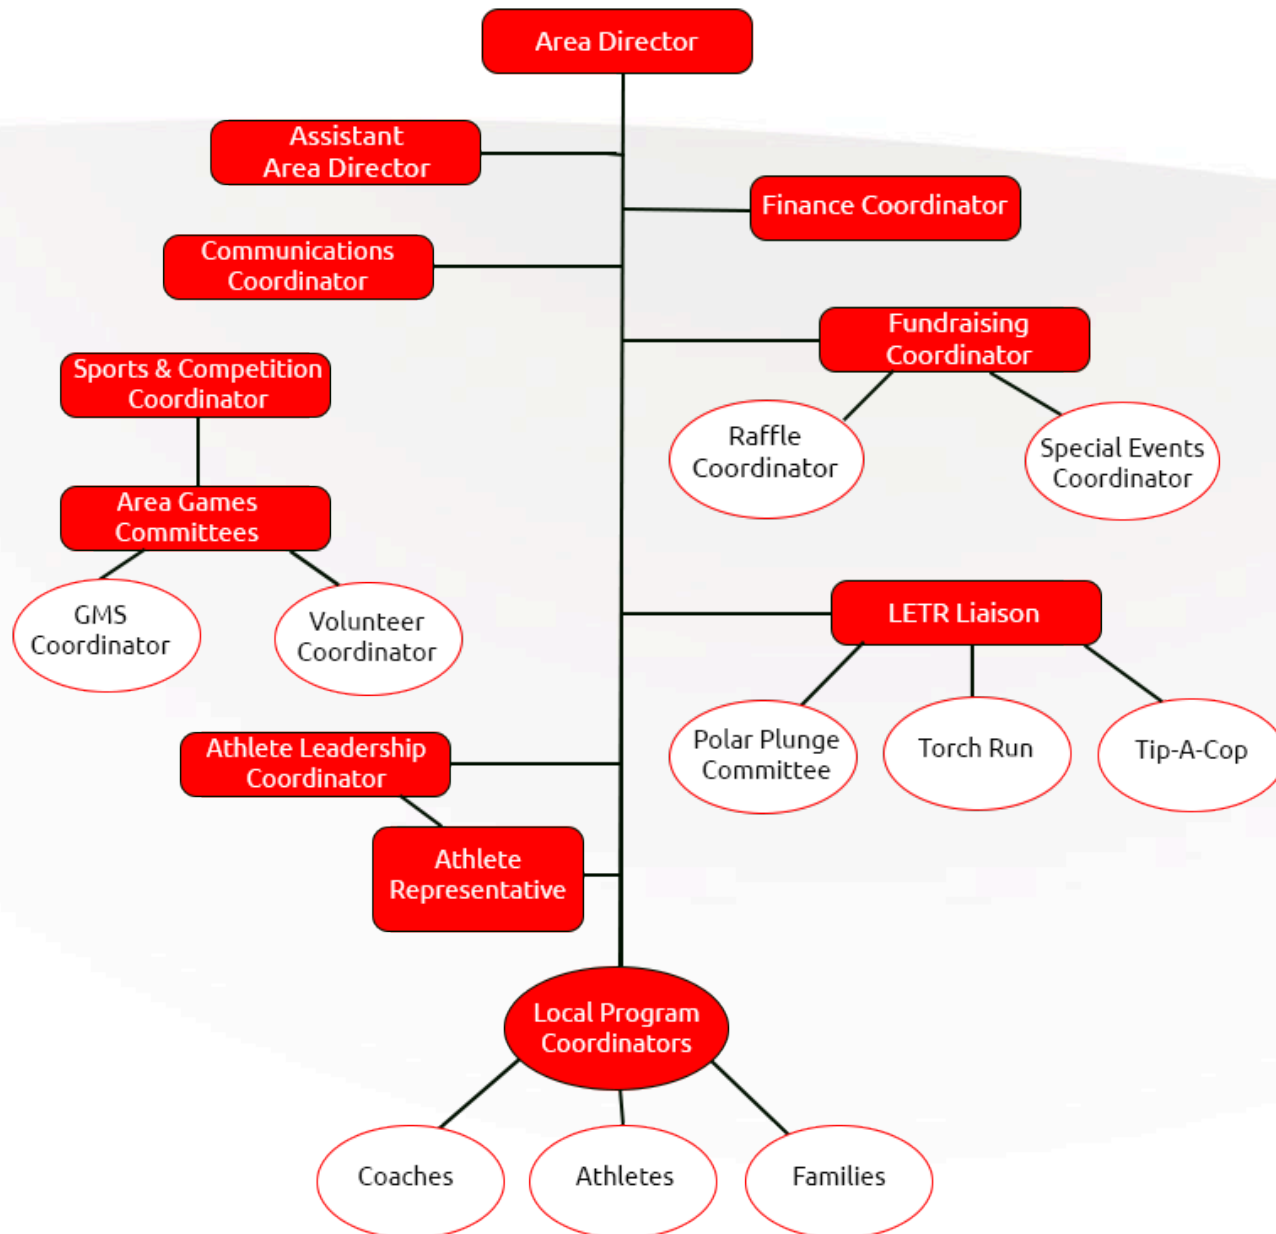 Area Director
Assistant
Area Director
Finance Coordinator
Communications
Coordinator
Fundraising
Coordinator
Sports & Competition
Coordinator
Raffle
Coordinator
Special Events
Coordinator
Area Games
Committees
GMS
Coordinator
Volunteer
Coordinator
LETR Liaison
Polar Plunge
Committee
Torch Run
Tip-A-Cop
Athlete Leadership
Coordinator
Athlete
Representative
Local Program
Coordinators
Coaches
Athletes
Families